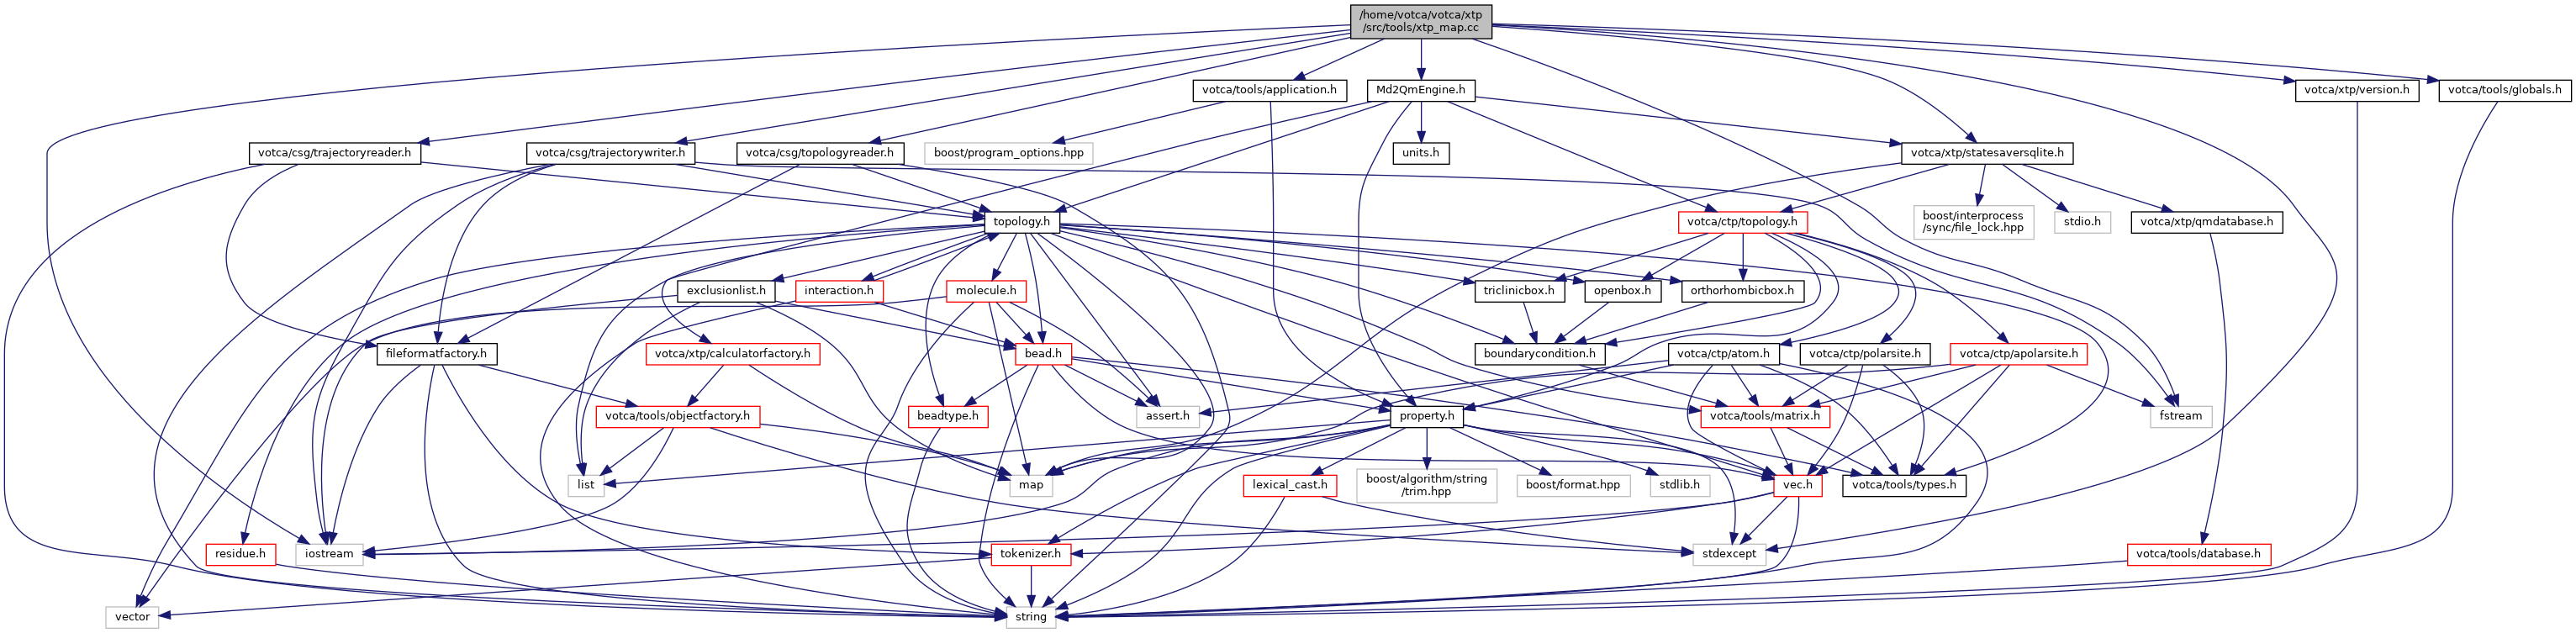 /home/votca/votca/xtp
/src/tools/xtp_map.cc
votca/tools/application.h
Md2QmEngine.h
votca/xtp/version.h
votca/tools/globals.h
votca/csg/trajectoryreader.h
votca/csg/trajectorywriter.h
votca/csg/topologyreader.h
boost/program_options.hpp
units.h
votca/xtp/statesaversqlite.h
topology.h
votca/ctp/topology.h
boost/interprocess
/sync/file_lock.hpp
stdio.h
votca/xtp/qmdatabase.h
exclusionlist.h
interaction.h
molecule.h
triclinicbox.h
openbox.h
orthorhombicbox.h
fileformatfactory.h
votca/xtp/calculatorfactory.h
bead.h
boundarycondition.h
votca/ctp/atom.h
votca/ctp/polarsite.h
votca/ctp/apolarsite.h
votca/tools/objectfactory.h
beadtype.h
assert.h
property.h
votca/tools/matrix.h
fstream
list
map
lexical_cast.h
boost/algorithm/string
/trim.hpp
boost/format.hpp
stdlib.h
vec.h
votca/tools/types.h
residue.h
iostream
tokenizer.h
stdexcept
votca/tools/database.h
vector
string